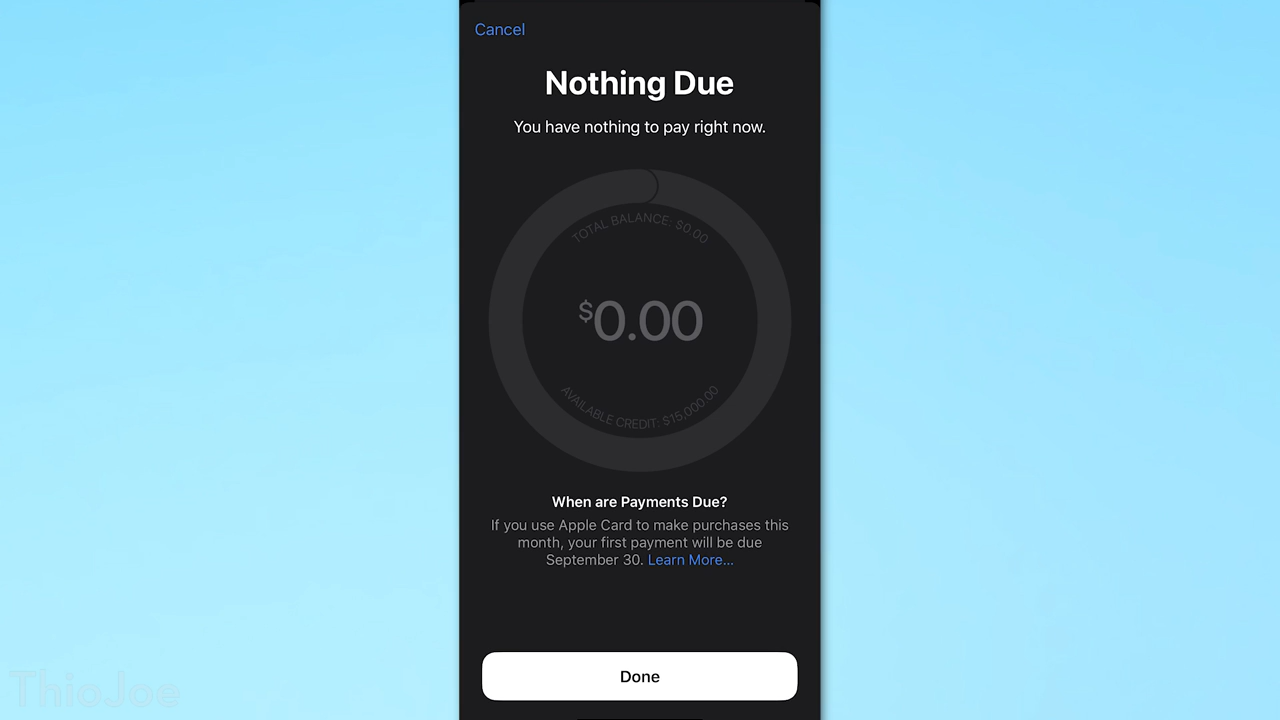 Cancel
Nothing Due
You have nothing to pay right now.
TOTAL BALANCE: $0.00
$0.00
AVAILABLE CREDIT: $15,000.00
When are Payments Due?
If you use Apple Card to make purchases this
month, your first payment will be due
September 30. Learn More...
Done
ThioJoe